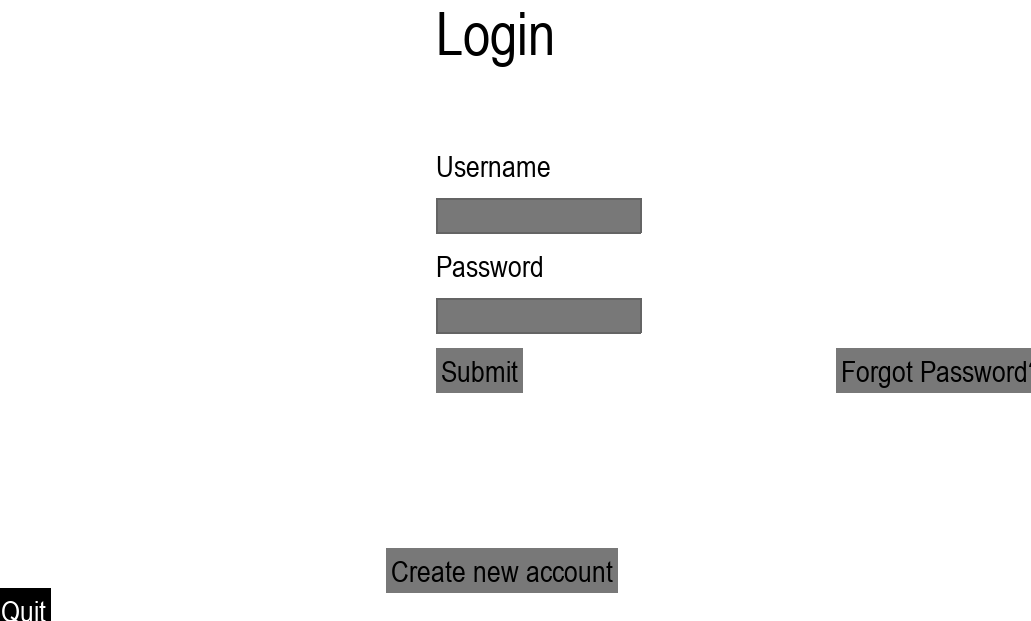 Login
Username
Password
Submit
Forgot Password?
Create new account
Quit